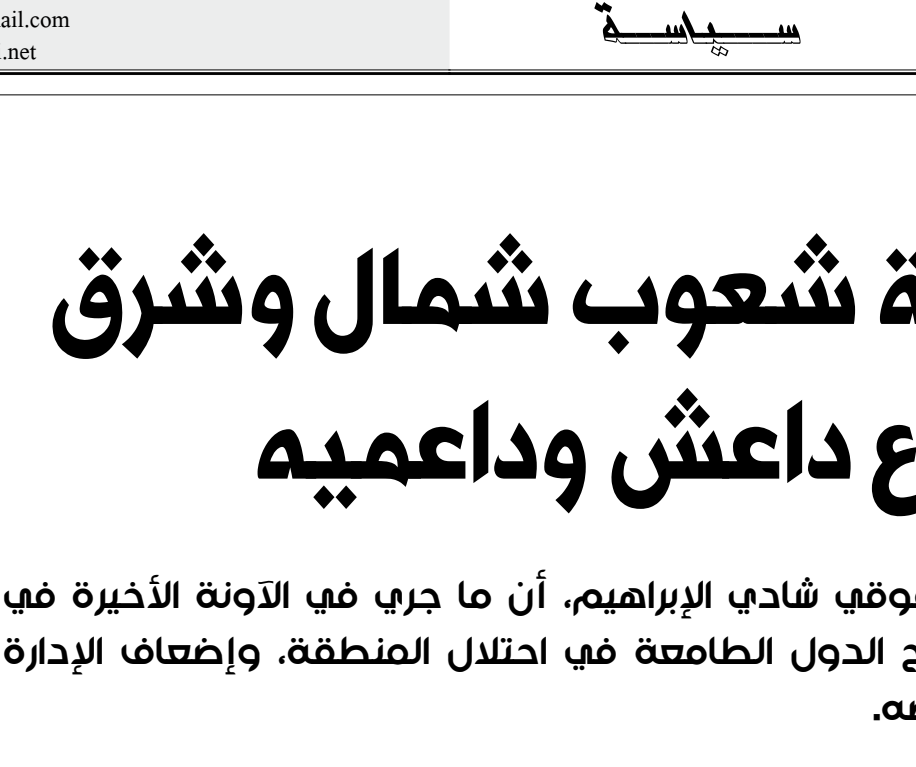 ail.com
.net
سياسة
ة شعوب شمال وشرق
ع داعش وداعميه
وقي شادي الإبراهيم، أن ما جري في الآونة الأخيرة في
ح الدول الطامعة في احتلال المنطقة، وإضعاف الإدارة